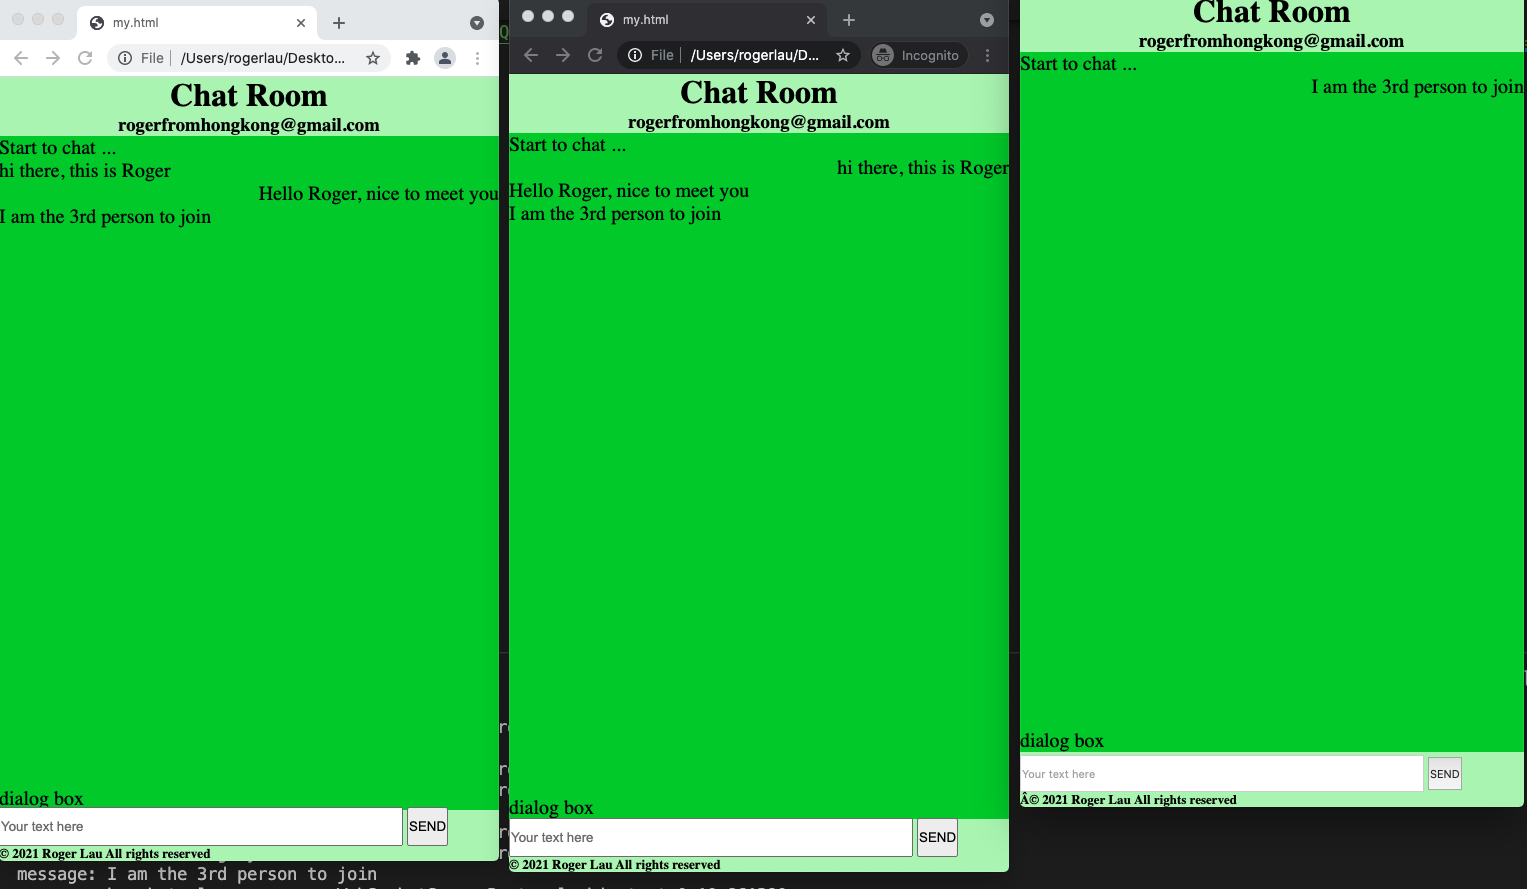 my.html
File
/Users/rogerlau/Deskto...
Chat Room
rogerfromhongkong@gmail.com
Start to chat ...
hi there, this is Roger
Hello Roger, nice to meet you
I am the 3rd person to join
dialog box
Your text here
SEND
© 2021 Roger Lau All rights reserved
my.html
File
/Users/rogerlau/D...
Incognito
Chat Room
rogerfromhongkong@gmail.com
Start to chat ...
hi there, this is Roger
Hello Roger, nice to meet you
I am the 3rd person to join
dialog box
Your text here
SEND
© 2021 Roger Lau All rights reserved
Chat Room
rogerfromhongkong@gmail.com
Start to chat ...
I am the 3rd person to join
dialog box
Your text here
SEND
Â© 2021 Roger Lau All rights reserved
message: I am the 3rd person to join